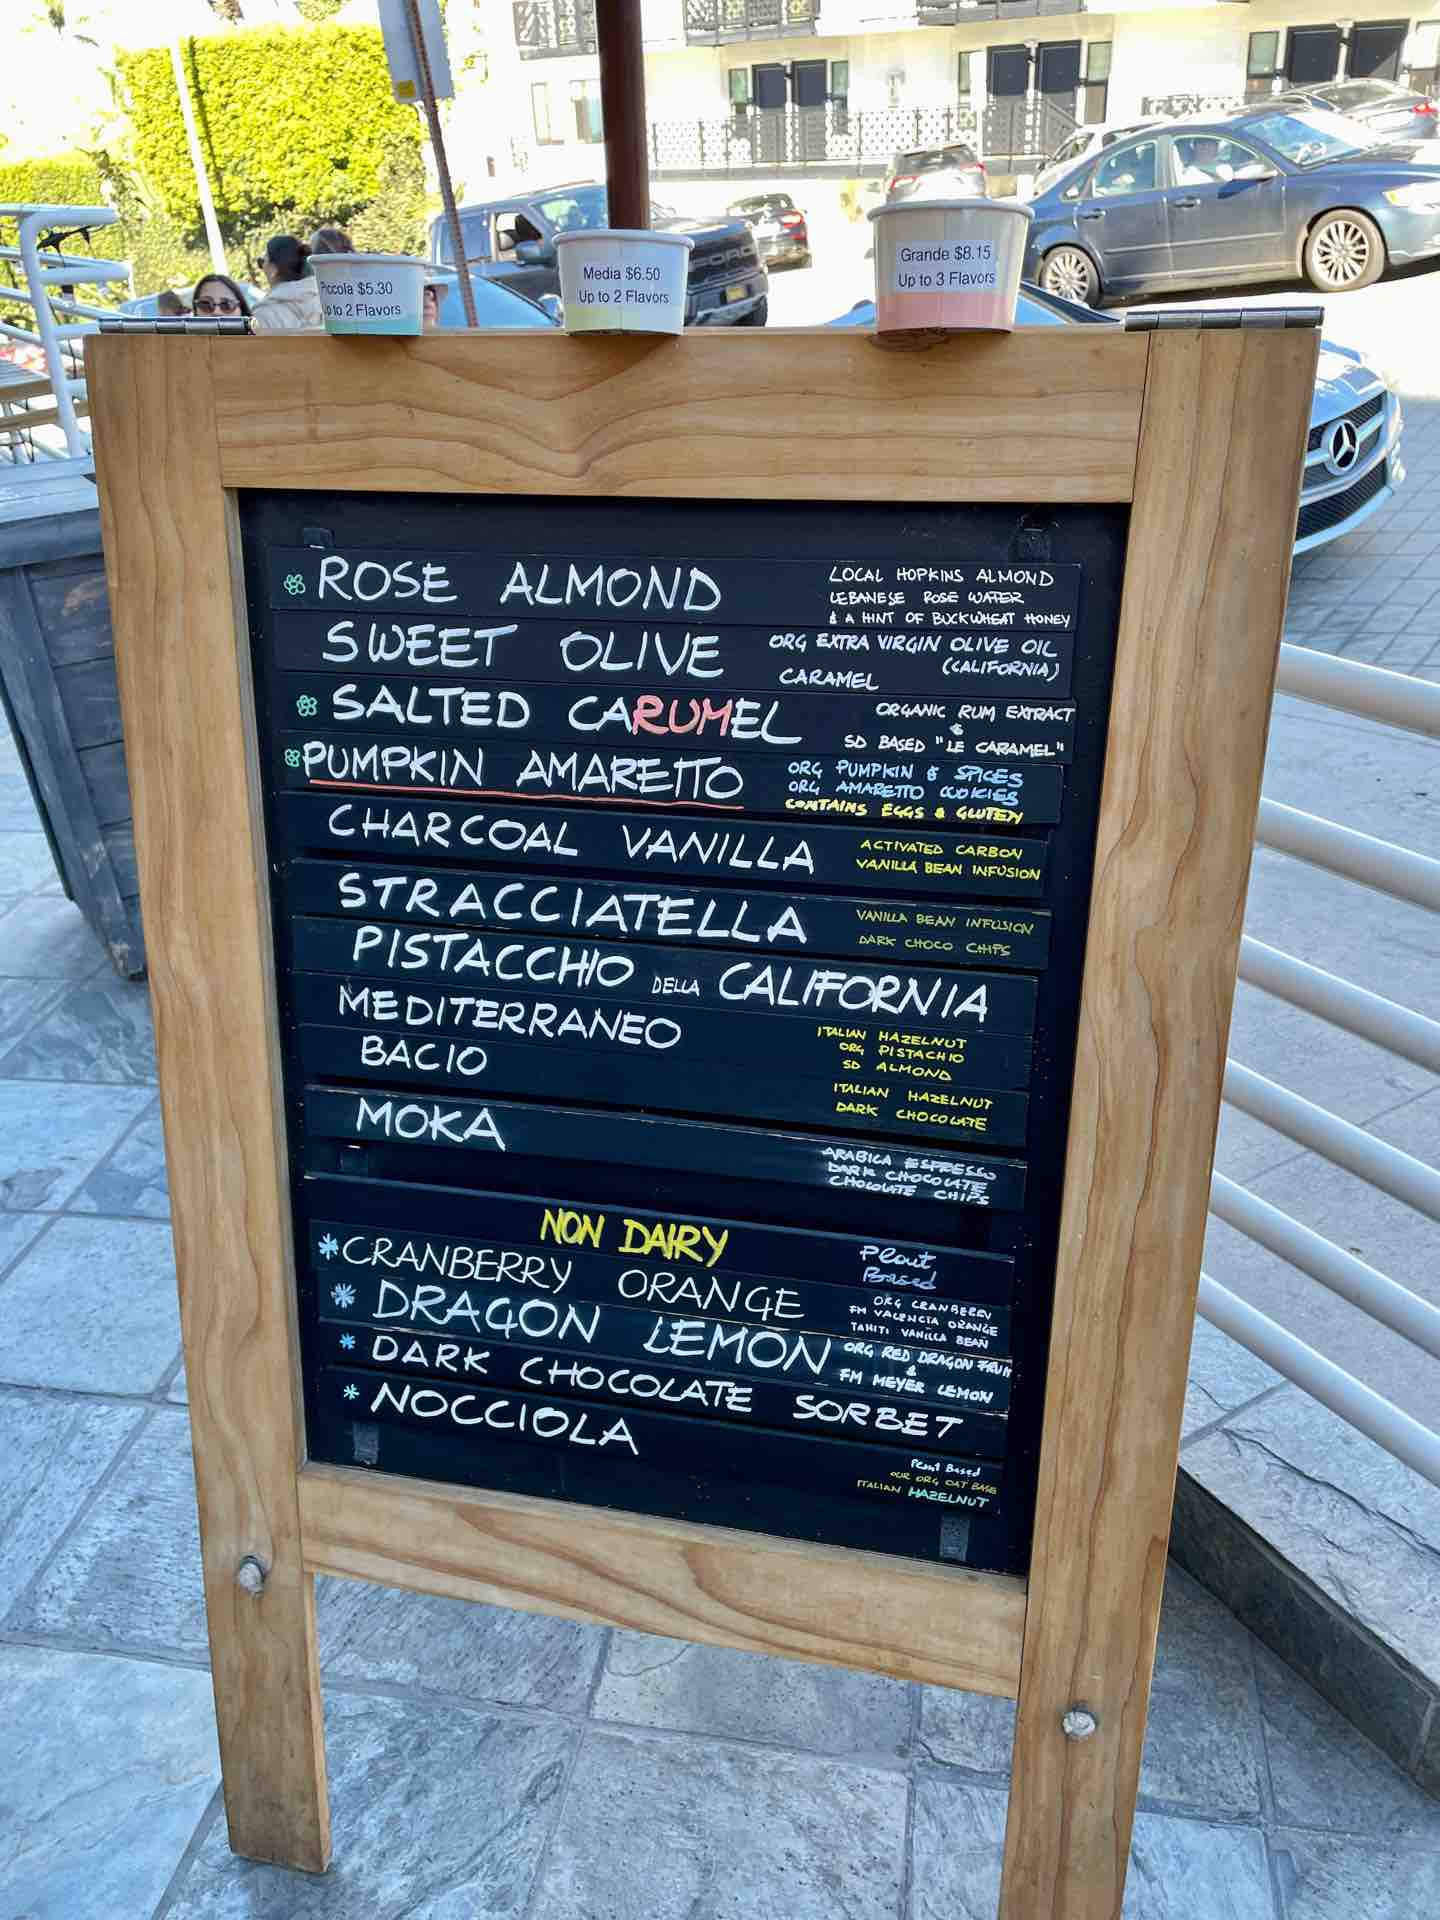 Piccola $5.30
Up to 2 Flavors
Media $6.50
Up to 2 Flavors
Grande $8.15
Up to 3 Flavors
FORD
ROSE ALMOND
LOCAL HOPKINS ALMOND
LEBANESE ROSE WATER
& A HINT OF BUCKWHEAT HONEY
SWEET OLIVE
ORG EXTRA VIRGIN OLIVE OIL
(CALIFORNIA)
CARAMEL
SALTED CARUMEL
ORGANIC RUM EXTRACT
&
SD BASED "LE CARAMEL"
PUMPKIN AMARETTO
ORG PUMPKIN & SPICES
ORG AMARETTO COOKIES
CONTAINS EGGS & GLUTEN
CHARCOAL VANILLA
ACTIVATED CARBON
VANILLA BEAN INFUSION
STRACCIATELLA
VANILLA BEAN INFUSION
DARK CHOCO CHIPS
PISTACCHIO DELLA CALIFORNIA
MEDITERRANEO
ITALIAN HAZELNUT
ORG PISTACHIO
SD ALMOND
BACIO
ITALIAN HAZELNUT
DARK CHOCOLATE
MOKA
ARABICA ESPRESSO
DARK CHOCOLATE
CHOCOLATE CHIPS
NON DAIRY
Plant
Based
*CRANBERRY ORANGE
ORG CRANBERRY
FM VALENCIA ORANGE
TAHITI VANILLA BEAN
* DRAGON LEMON
ORG RED DRAGON FRUIT
&
FM MEYER LEMON
* DARK CHOCOLATE SORBET
* NOCCIOLA
Plant Based
OUR ORG OAT BASE
ITALIAN HAZELNUT